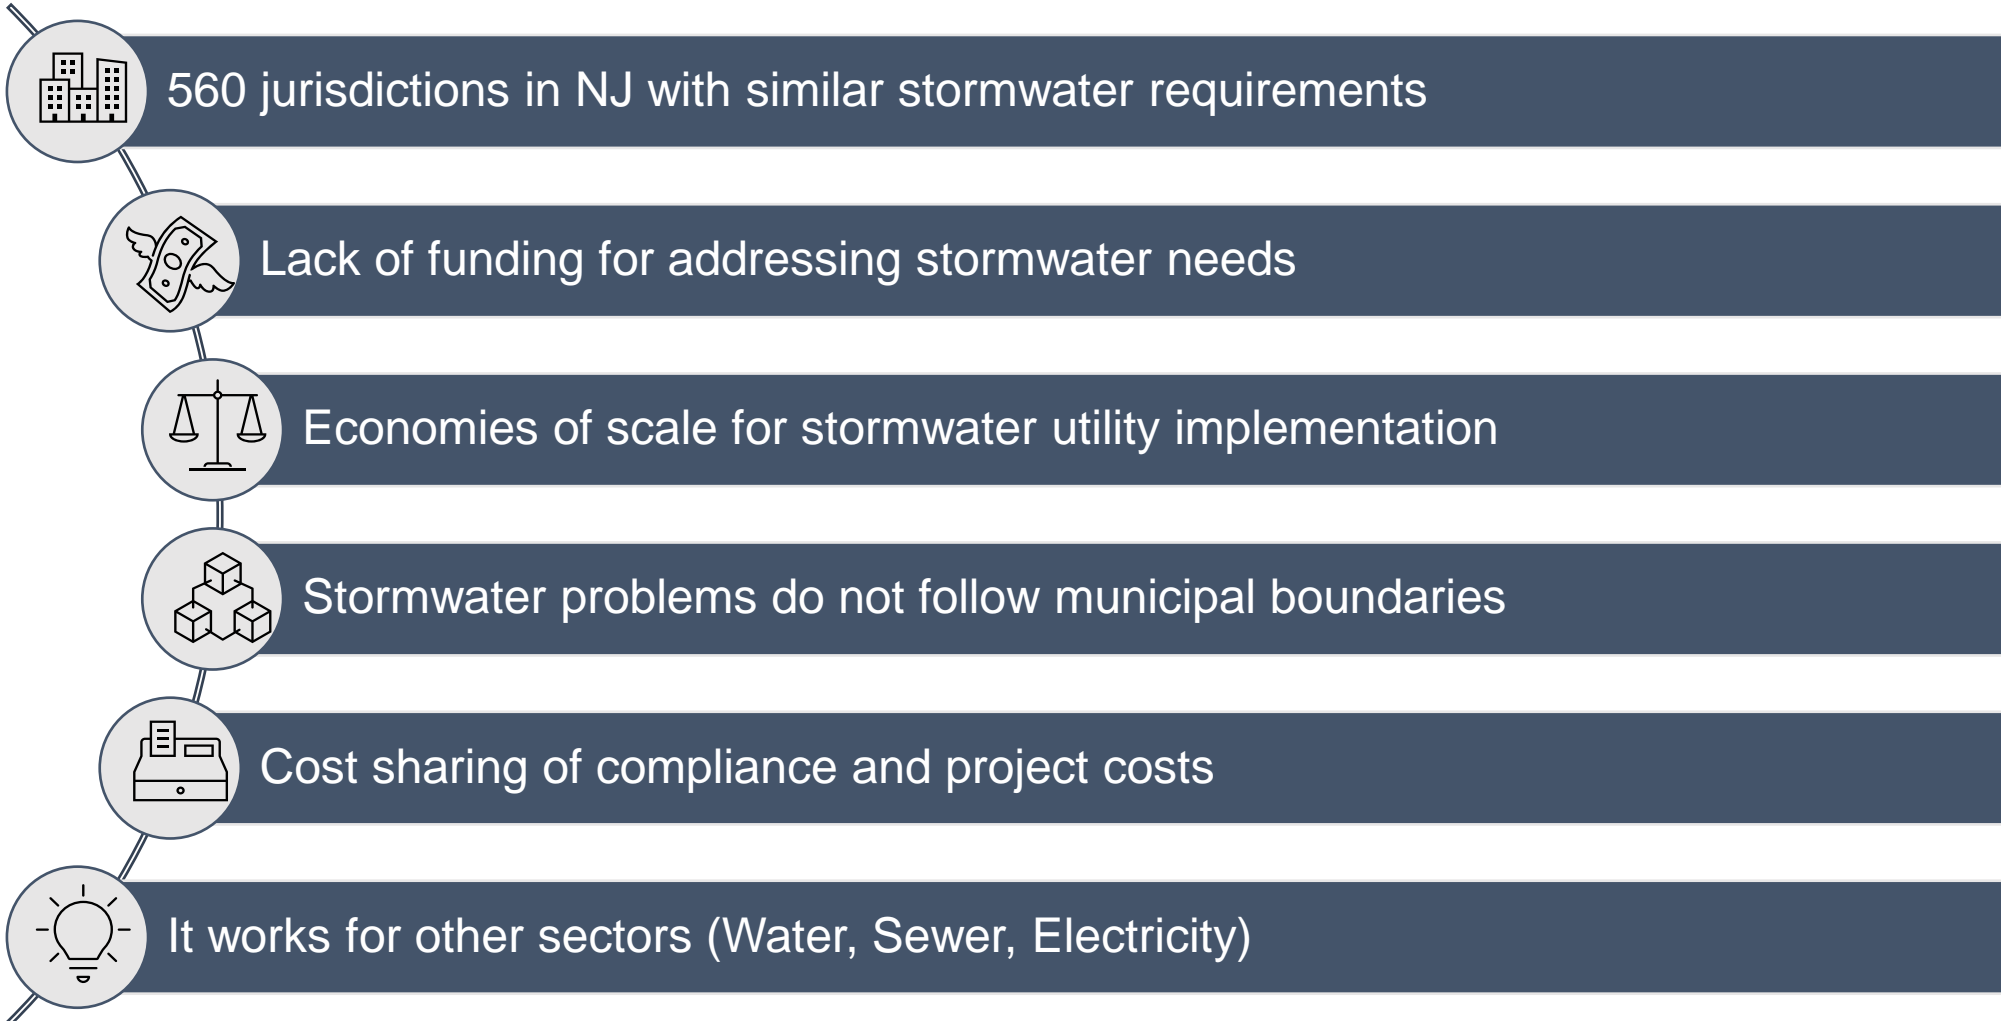 560 jurisdictions in NJ with similar stormwater requirements
Lack of funding for addressing stormwater needs
Economies of scale for stormwater utility implementation
Stormwater problems do not follow municipal boundaries
Cost sharing of compliance and project costs
It works for other sectors (Water, Sewer, Electricity)